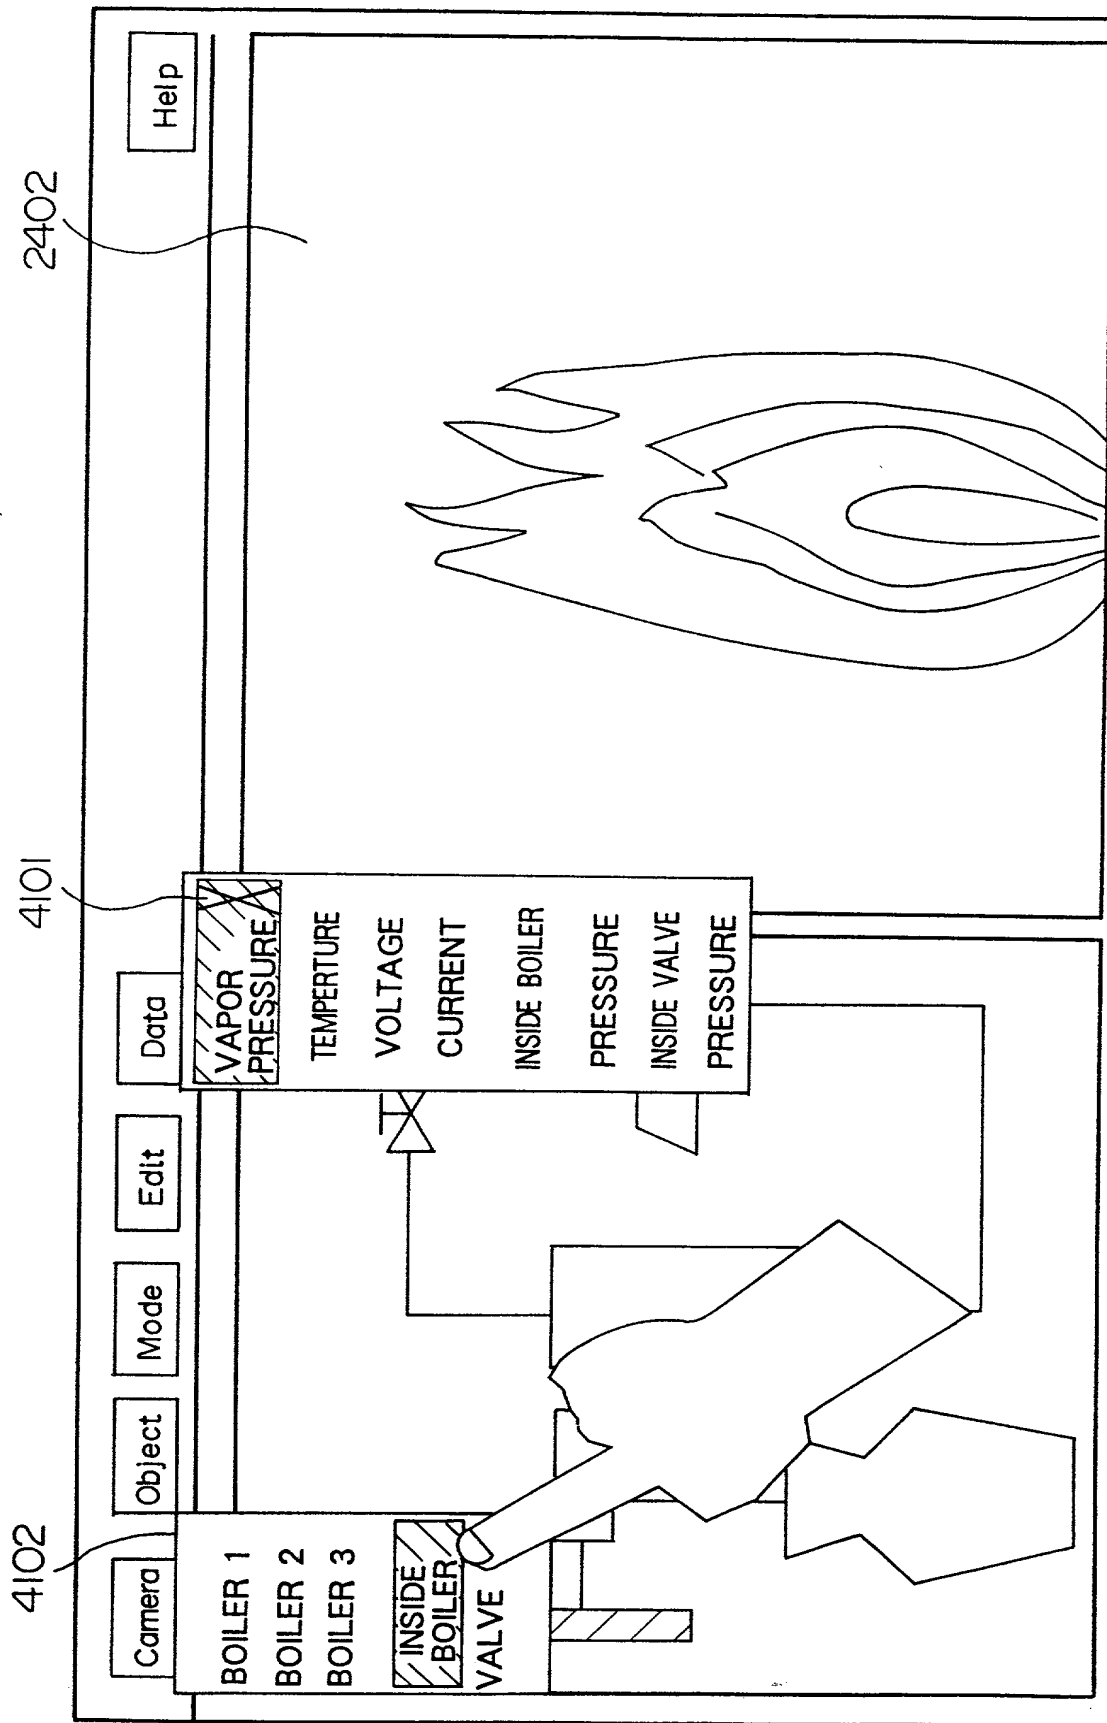 4102
4101
2402
Camera
Object
Mode
Edit
Data
Help
BOILER 1
BOILER 2
BOILER 3
INSIDE
BOILER
VALVE
VAPOR
PRESSURE
TEMPERTURE
VOLTAGE
CURRENT
INSIDE BOILER
PRESSURE
INSIDE VALVE
PRESSURE